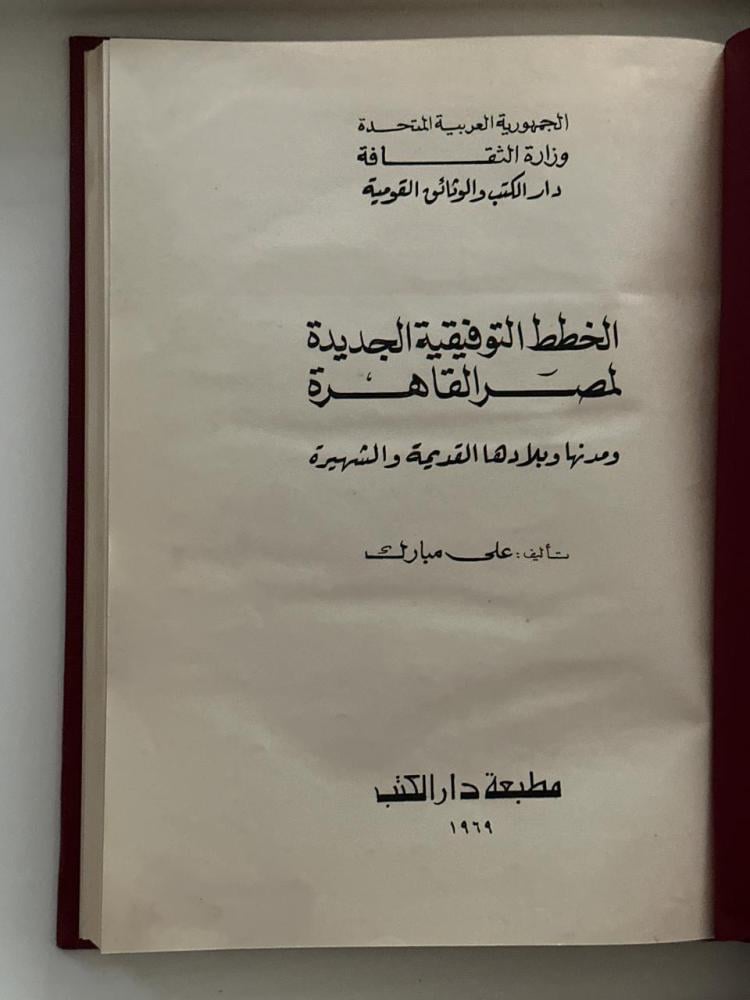 الجمهورية العربية المتحدة
وزارة الثقافة
دار الكتب والوثائق القومية
الخطط التوفيقية الجديدة
لمصر القاهرة
ومدنها وبلادها القديمة والشهيرة
تأليف: على مبارك
مطبعة دار الكتب
١٩٦٩